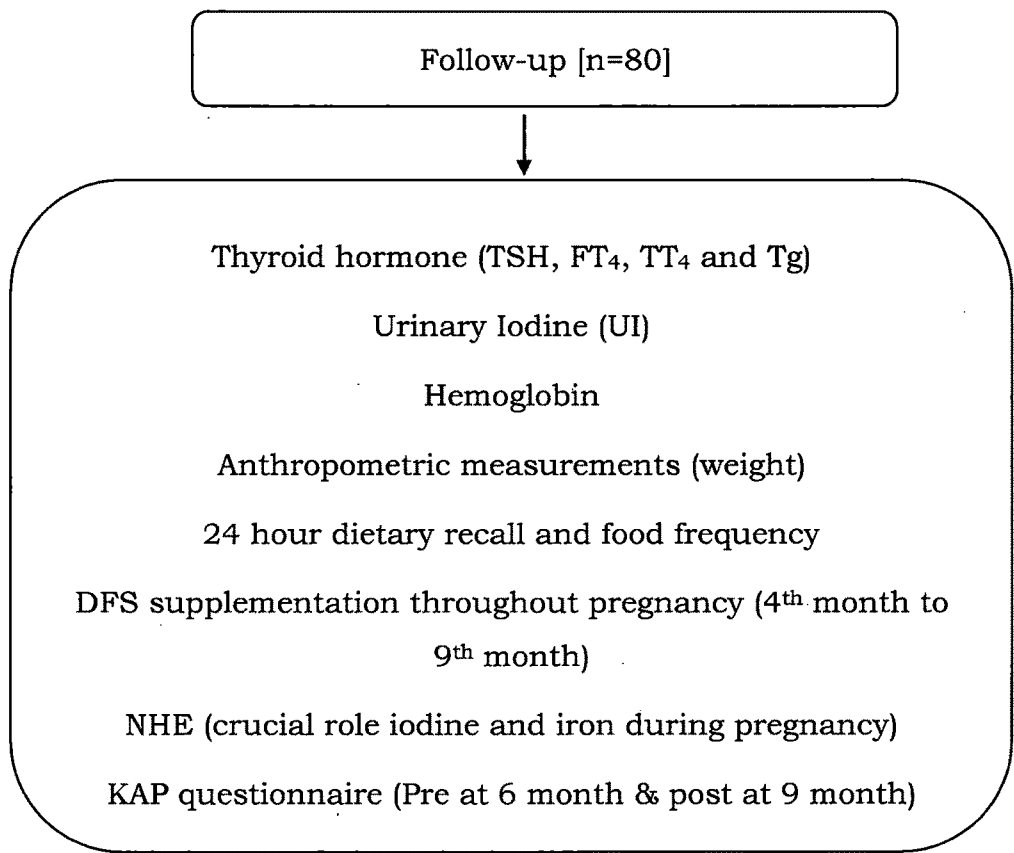 Follow-up [n=80]
Thyroid hormone (TSH, FT₄, TT₄ and Tg)
Urinary Iodine (UI)
Hemoglobin
Anthropometric measurements (weight)
24 hour dietary recall and food frequency
DFS supplementation throughout pregnancy (4th month to
9th month)
NHE (crucial role iodine and iron during pregnancy)
KAP questionnaire (Pre at 6 month & post at 9 month)